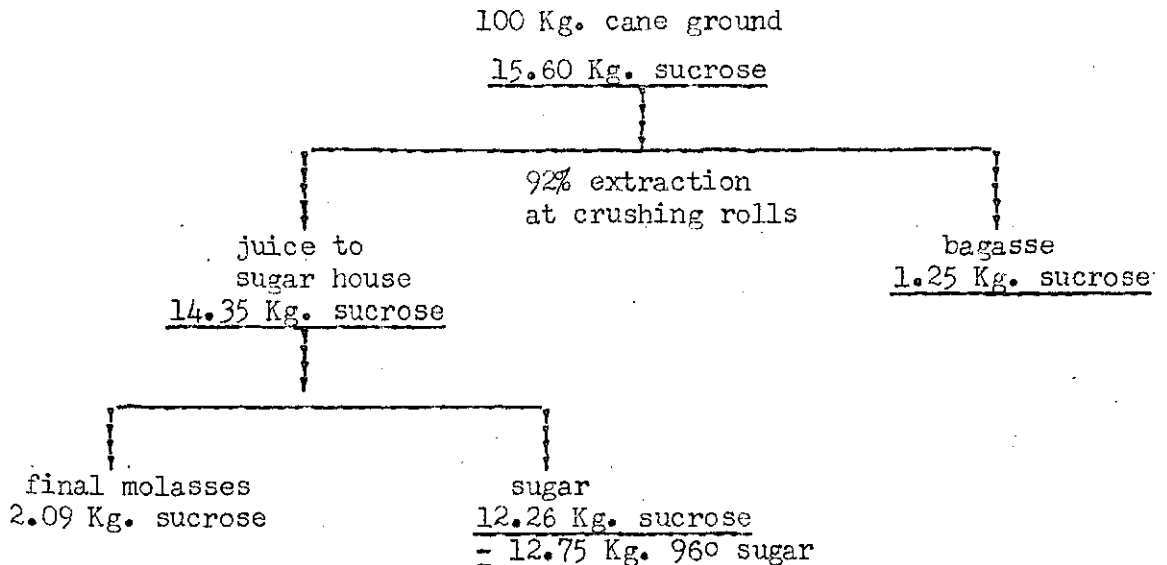 100 Kg. cane ground
15.60 Kg. sucrose
92% extraction
at crushing rolls
juice to
sugar house
14.35 Kg. sucrose
bagasse
1.25 Kg. sucrose
final molasses
2.09 Kg. sucrose
sugar
12.26 Kg. sucrose
= 12.75 Kg. 96° sugar